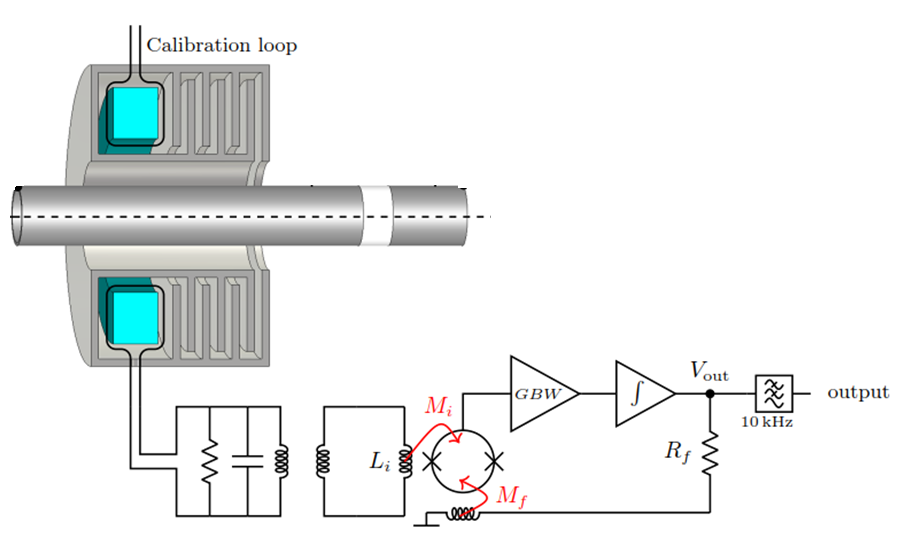 Calibration loop
GBW
∫
V_out
10 kHz
output
M_i
L_i
R_f
M_f